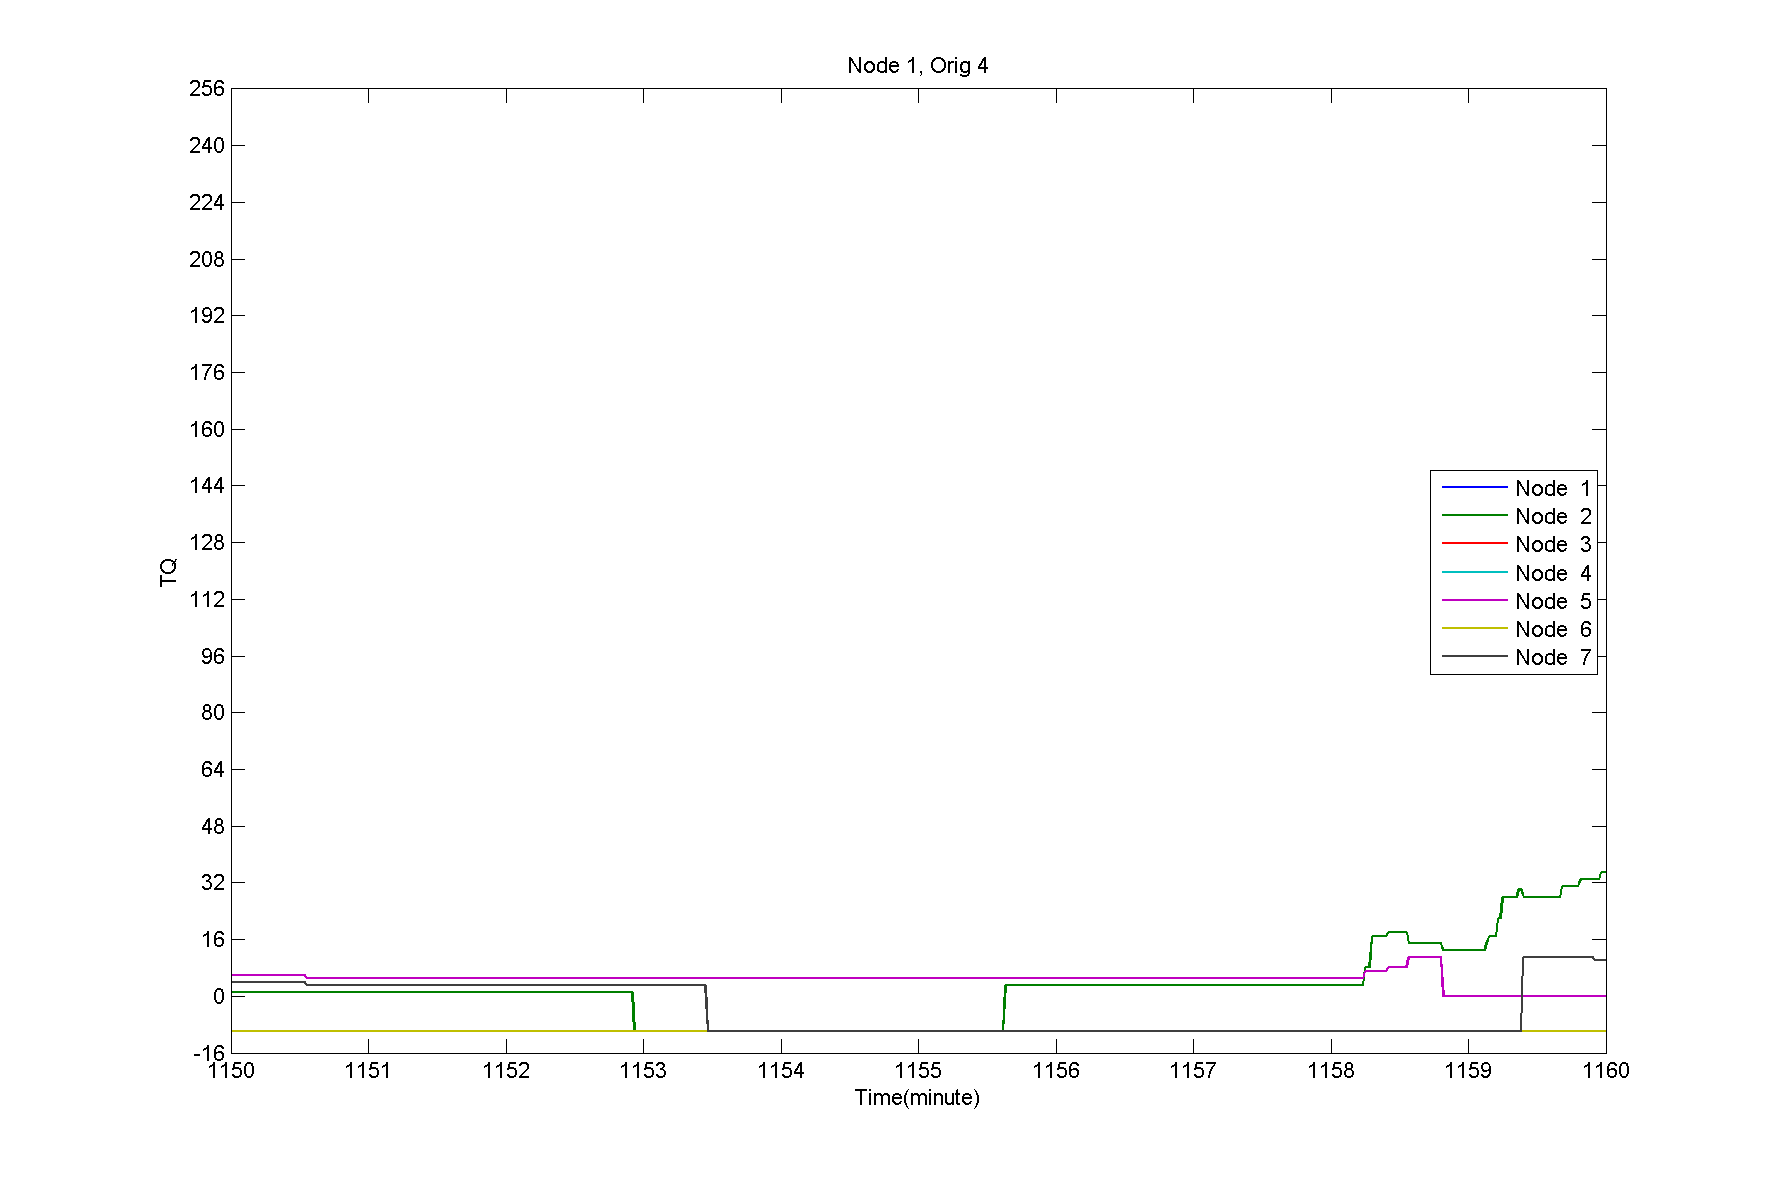 Node 1, Orig 4
256
240
224
208
192
176
160
144
128
112
96
80
64
48
32
16
0
-16
TQ
Node 1
Node 2
Node 3
Node 4
Node 5
Node 6
Node 7
1150 1151 1152 1153 1154 1155 1156 1157 1158 1159 1160
Time(minute)